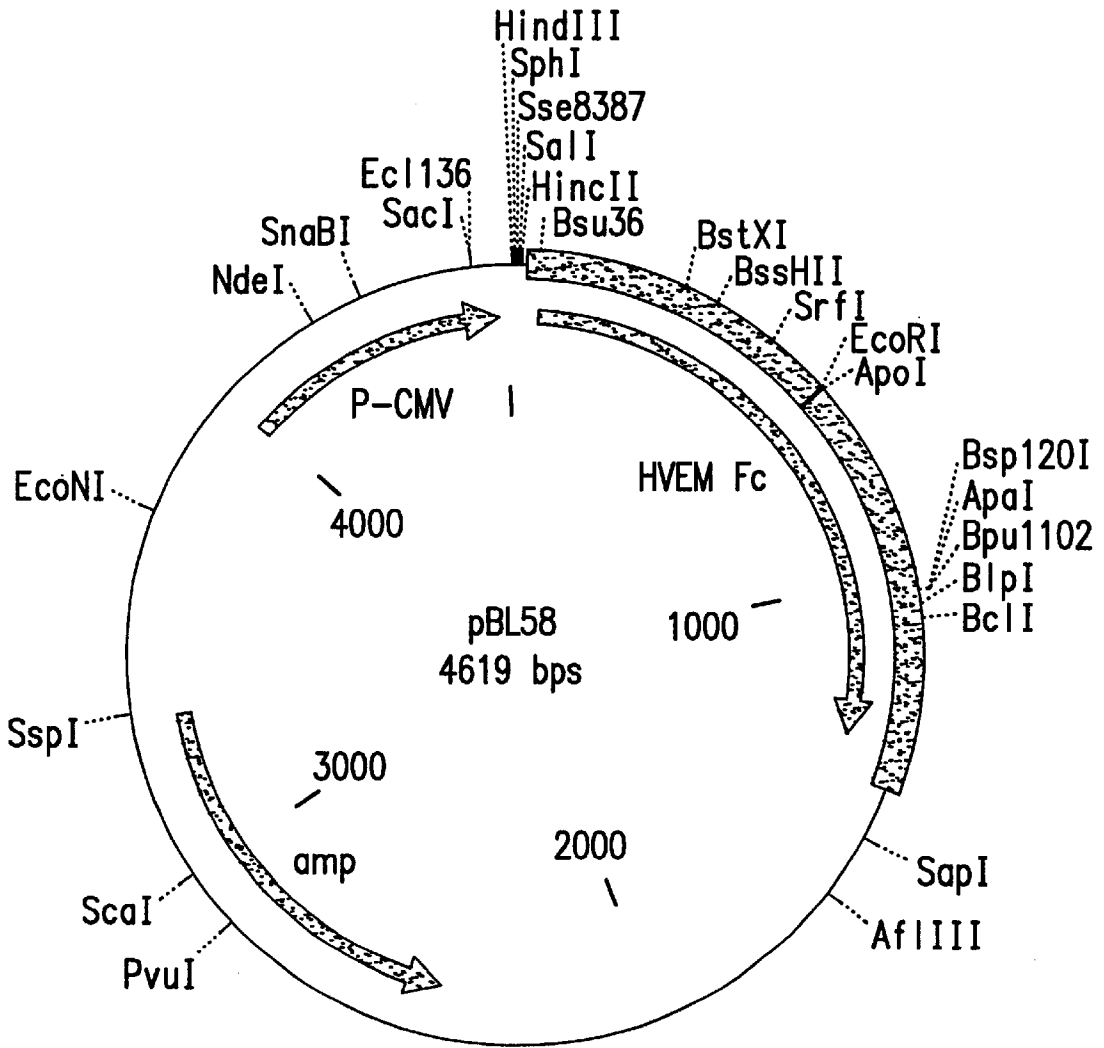 HindIII
SphI
Sse8387
SalI
HincII
Bsu36
Ecl136
SacI
SnaBI
NdeI
BstXI
BssHII
SrfI
EcoRI
ApoI
P-CMV
HVEM Fc
Bsp120I
ApaI
Bpu1102
BlpI
BclI
EcoNI
4000
1000
pBL58
4619 bps
SspI
3000
amp
2000
SapI
AflIII
ScaI
PvuI